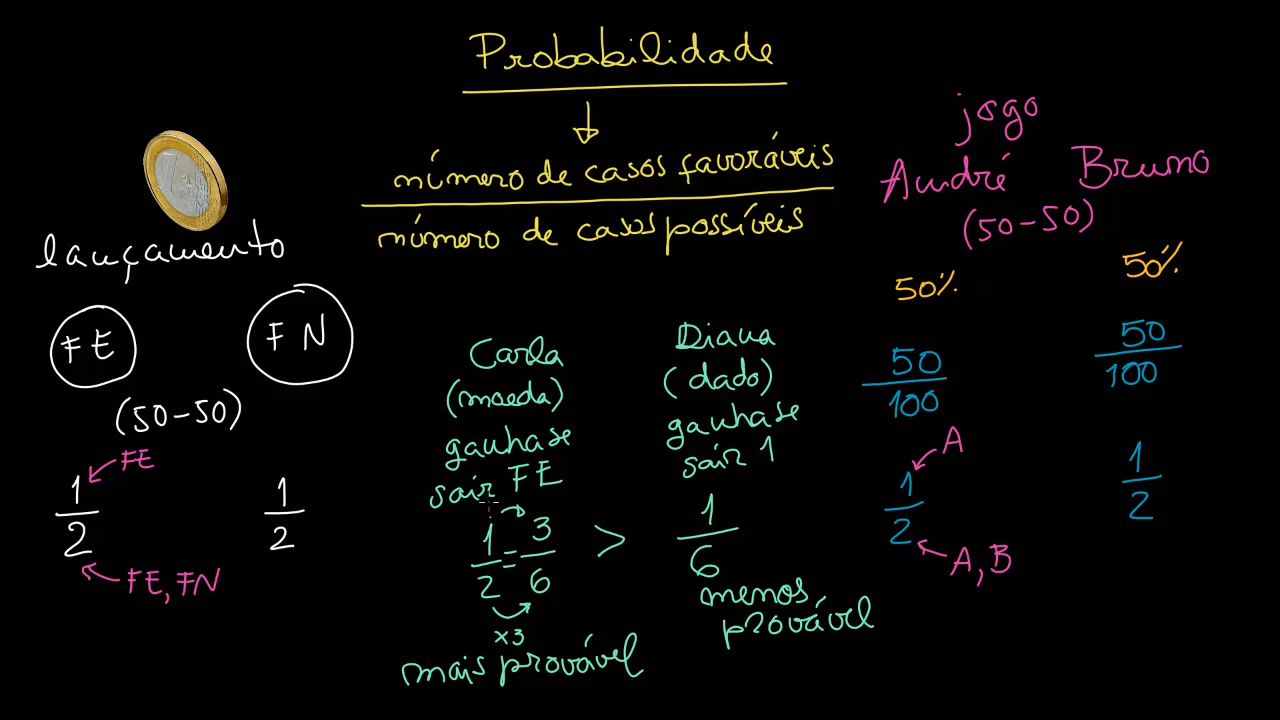 Probabilidade
número de casos favoráveis
número de casos possíveis
1
lançamento
FE
FN
(50-50)
1 ← FE
2 ← FE, FN
1
2
Carla
(moeda)
ganha se
sair FE
1 = 3
2 6
x3
mais provável
>
Diana
(dado)
ganha se
sair 1
1
6
menos
provável
jogo
André Bruno
(50-50)
50% 50%
50
100
50
100
1 ← A
2 ← A, B
1
2